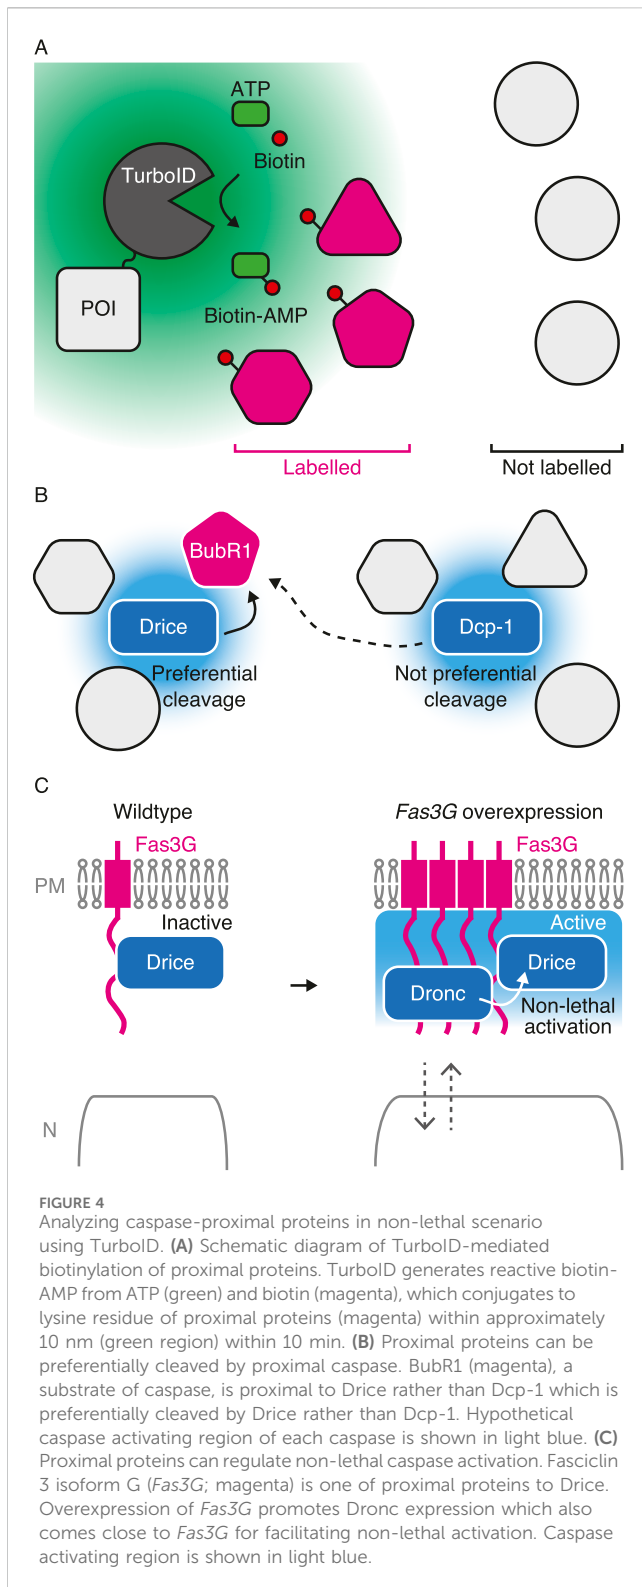 A
ATP
TurboID
Biotin
POI
Biotin-AMP
Labelled
Not labelled
B
BubR1
Drice
Dcp-1
Preferential
cleavage
Not preferential
cleavage
C
Wildtype
Fas3G overexpression
Fas3G
Fas3G
PM
Inactive
Active
Drice
Drice
Dronc
Non-lethal
activation
N
FIGURE 4
Analyzing caspase-proximal proteins in non-lethal scenario
using TurboID. (A) Schematic diagram of TurboID-mediated
biotinylation of proximal proteins. TurboID generates reactive biotin-
AMP from ATP (green) and biotin (magenta), which conjugates to
lysine residue of proximal proteins (magenta) within approximately
10 nm (green region) within 10 min. (B) Proximal proteins can be
preferentially cleaved by proximal caspase. BubR1 (magenta), a
substrate of caspase, is proximal to Drice rather than Dcp-1 which is
preferentially cleaved by Drice rather than Dcp-1. Hypothetical
caspase activating region of each caspase is shown in light blue. (C)
Proximal proteins can regulate non-lethal caspase activation. Fasciclin
3 isoform G (Fas3G; magenta) is one of proximal proteins to Drice.
Overexpression of Fas3G promotes Dronc expression which also
comes close to Fas3G for facilitating non-lethal activation. Caspase
activating region is shown in light blue.